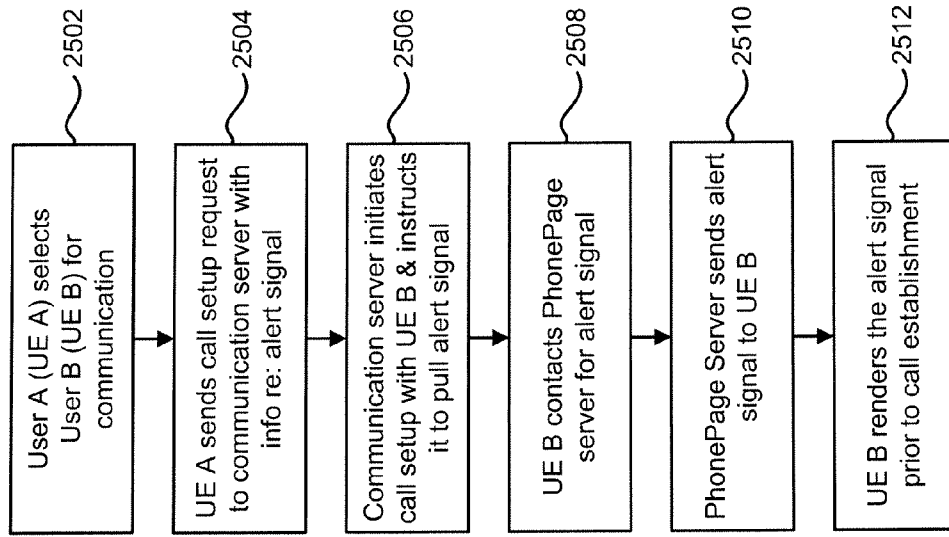 User A (UE A) selects
User B (UE B) for
communication
2502
UE A sends call setup request
to communication server with
info re: alert signal
2504
Communication server initiates
call setup with UE B & instructs
it to pull alert signal
2506
UE B contacts PhonePage
server for alert signal
2508
PhonePage Server sends alert
signal to UE B
2510
UE B renders the alert signal
prior to call establishment
2512